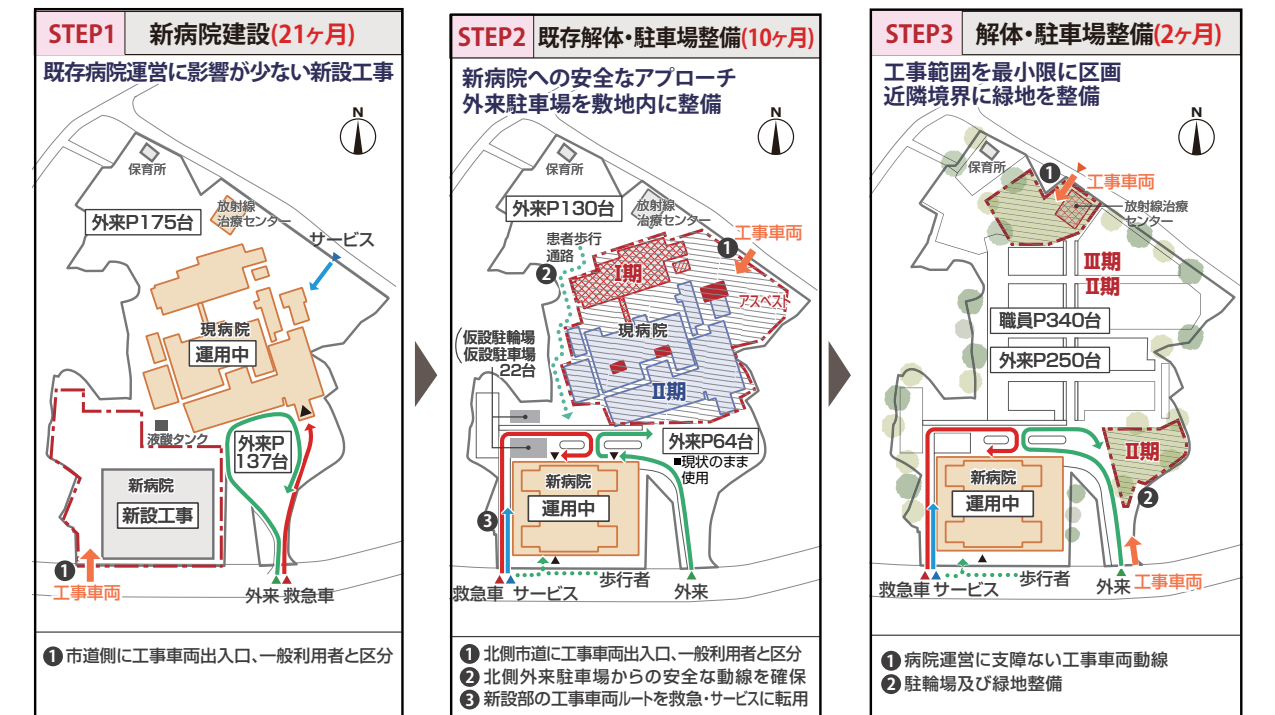 STEP1 新病院建設(21ヶ月)
既存病院運営に影響が少ない新設工事
N
保育所
放射線
治療センター
外来P175台
サービス
現病院
運用中
液酸タンク
外来P
137台
新病院
新設工事
❶
工事車両
外来 救急車
❶市道側に工事車両出入口、一般利用者と区分
STEP2 既存解体・駐車場整備(10ヶ月)
新病院への安全なアプローチ
外来駐車場を敷地内に整備
N
保育所
外来P130台
放射線
治療センター
患者歩行
通路
❷
❶
工事車両
Ⅰ期
アスベスト
現病院
仮設駐輪場
仮設駐車場
22台
Ⅱ期
外来P64台
■現状のまま
使用
新病院
運用中
❸
歩行者
救急車 サービス
外来
❶北側市道に工事車両出入口、一般利用者と区分
❷北側外来駐車場からの安全な動線を確保
❸新設部の工事車両ルートを救急・サービスに転用
STEP3 解体・駐車場整備(2ヶ月)
工事範囲を最小限に区画
近隣境界に緑地を整備
N
保育所
❶
工事車両
放射線治療
センター
Ⅲ期
Ⅱ期
職員P340台
外来P250台
Ⅱ期
❷
新病院
運用中
歩行者
救急車 サービス
外来
工事車両
❶病院運営に支障ない工事車両動線
❷駐輪場及び緑地整備